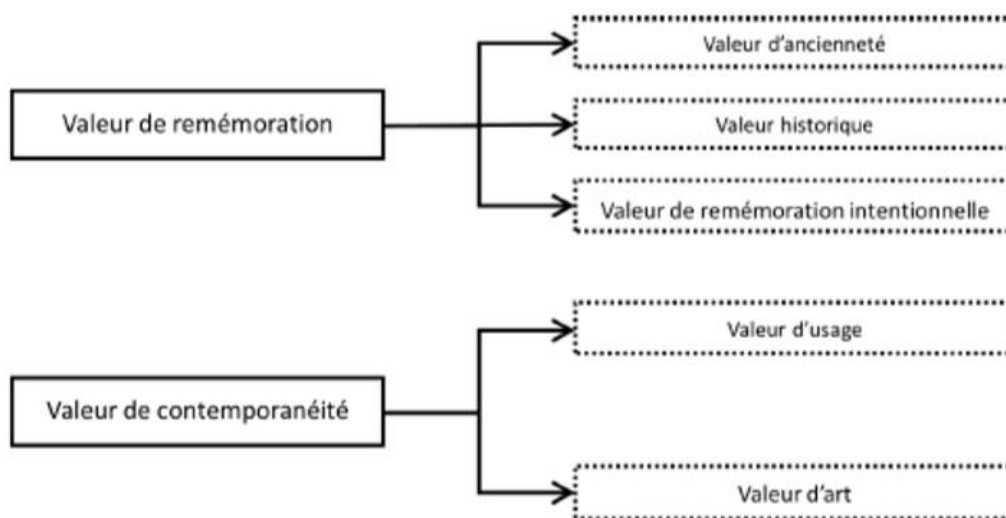 Valeur d'ancienneté
Valeur de remémoration
Valeur historique
Valeur de remémoration intentionnelle
Valeur d'usage
Valeur de contemporanéité
Valeur d'art